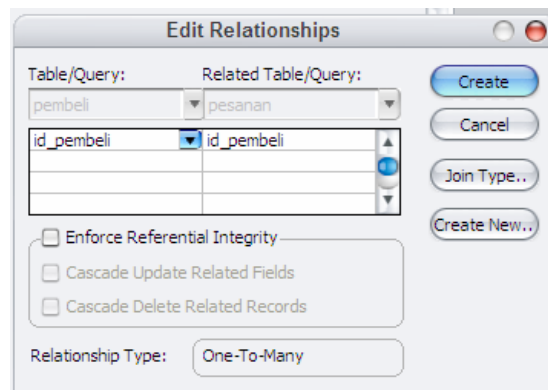 Edit Relationships
Table/Query: Related Table/Query:
pembeli pesanan
id_pembeli id_pembeli
Enforce Referential Integrity
Cascade Update Related Fields
Cascade Delete Related Records
Relationship Type: One-To-Many
Create
Cancel
Join Type..
Create New..